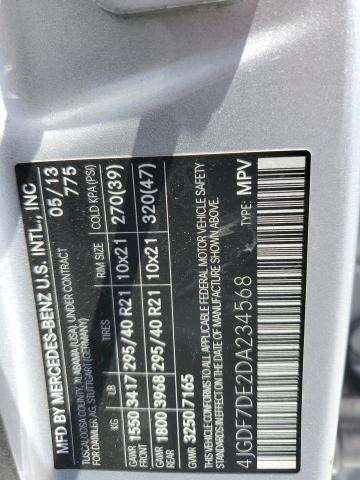 MFD BY MERCEDES-BENZ U.S. INTL., INC
TUSCALOOSA COUNTY, ALABAMA (USA), UNDER CONTRACT 05/13
FOR DAIMLER AG, STUTTGART (GERMANY) 775
KG LB TIRES RIM SIZE COLD KPA(PSI)
GAWR FRONT 1550 3417 295/40 R21 10x21 270(39)
GAWR REAR 1800 3968 295/40 R21 10x21 320(47)
GVWR 3250 7165
THIS VEHICLE CONFORMS TO ALL APPLICABLE FEDERAL MOTOR VEHICLE SAFETY
STANDARDS IN EFFECT ON THE DATE OF MANUFACTURE SHOWN ABOVE.
4JGDF7DE2DA234568 TYPE: MPV